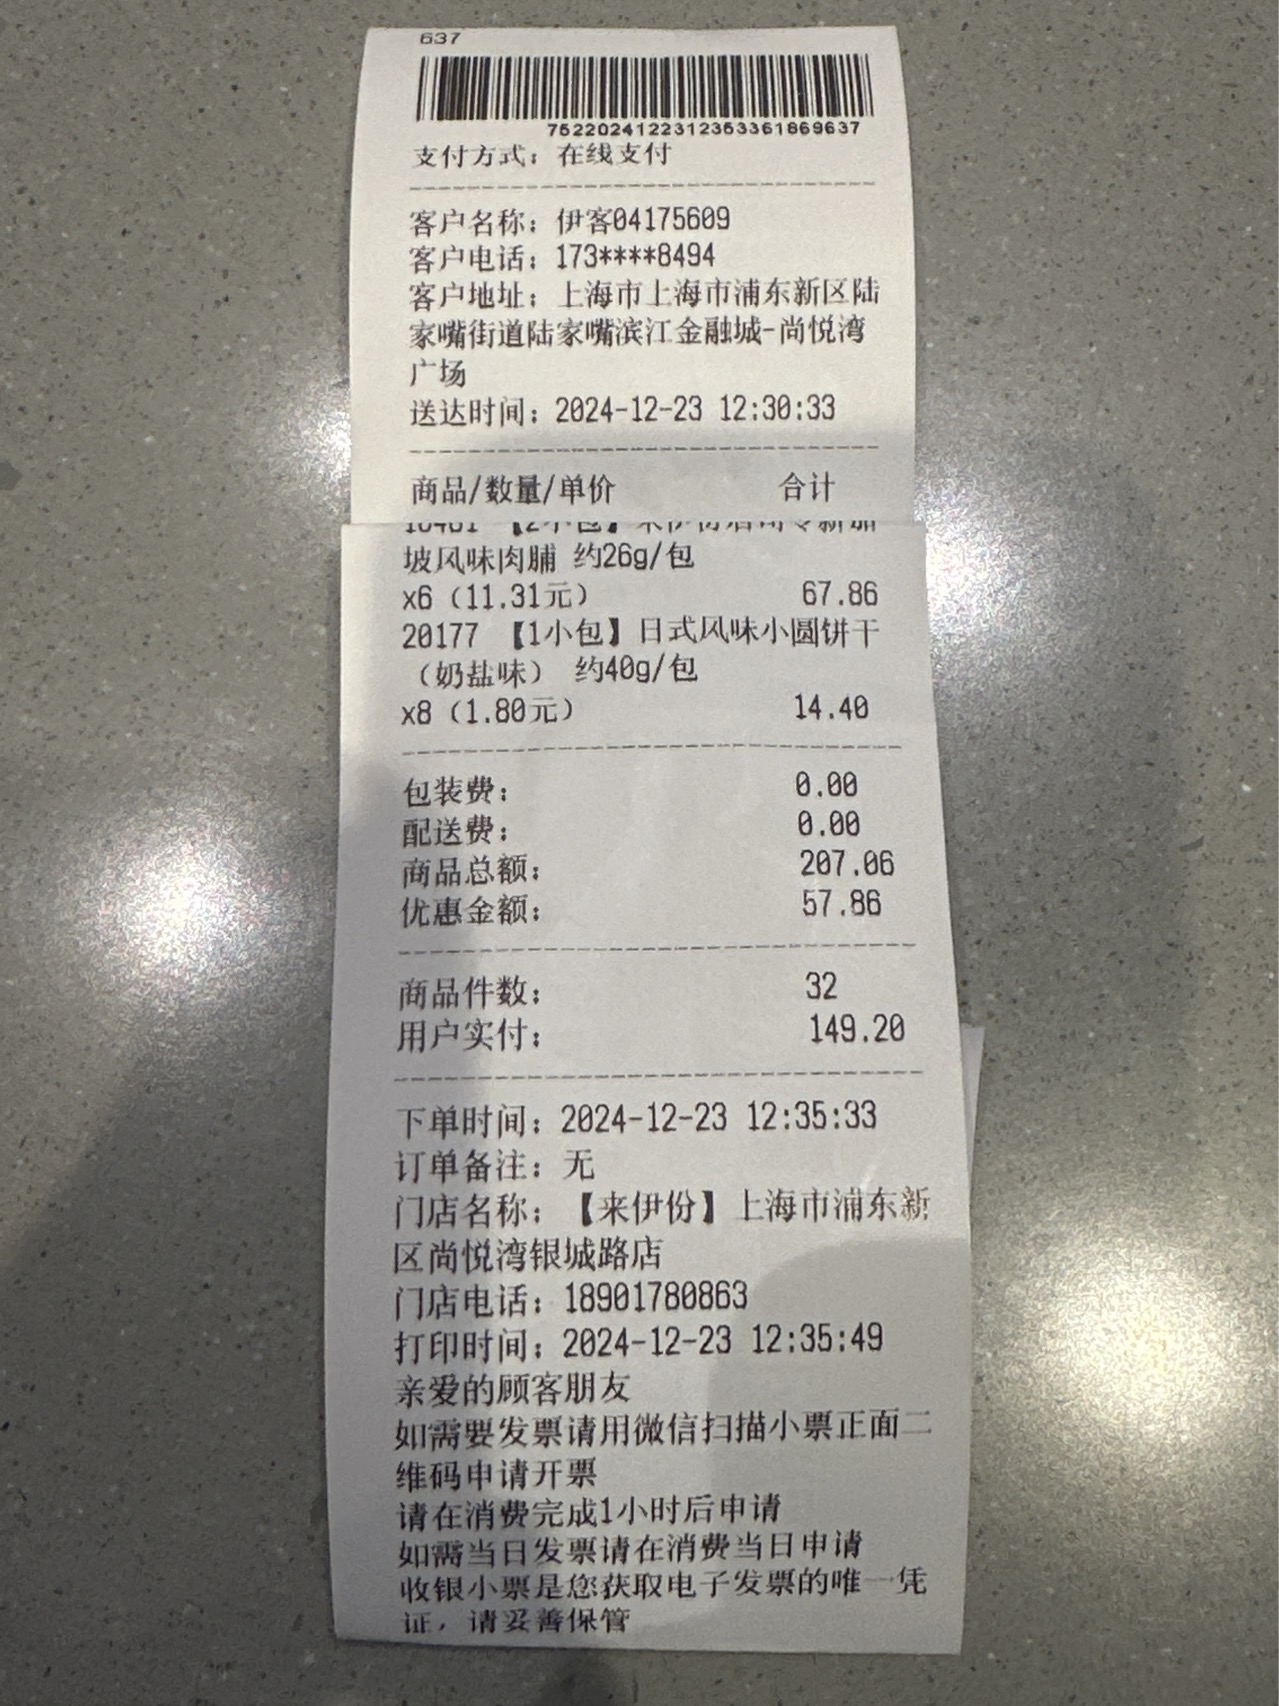 637
7522024122312353361869637
支付方式：在线支付
客户名称：伊客04175609
客户电话：173****8494
客户地址：上海市上海市浦东新区陆
家嘴街道陆家嘴滨江金融城-尚悦湾
广场
送达时间：2024-12-23 12:30:33
商品/数量/单价 合计
坡风味肉脯 约26g/包
x6（11.31元） 67.86
20177 【1小包】日式风味小圆饼干
（奶盐味） 约40g/包
x8（1.80元） 14.40
包装费： 0.00
配送费： 0.00
商品总额： 207.06
优惠金额： 57.86
商品件数： 32
用户实付： 149.20
下单时间：2024-12-23 12:35:33
订单备注：无
门店名称：【来伊份】上海市浦东新
区尚悦湾银城路店
门店电话：18901780863
打印时间：2024-12-23 12:35:49
亲爱的顾客朋友
如需要发票请用微信扫描小票正面二
维码申请开票
请在消费完成1小时后申请
如需当日发票请在消费当日申请
收银小票是您获取电子发票的唯一凭
证，请妥善保管